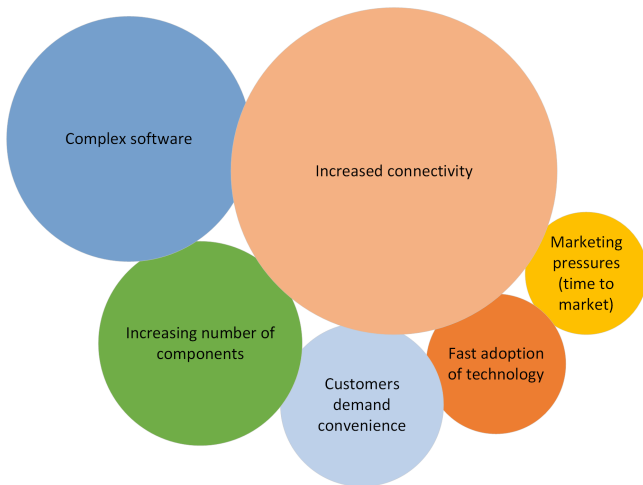 Complex software
Increased connectivity
Marketing
pressures
(time to
market)
Increasing number of
components
Fast adoption
of technology
Customers
demand
convenience